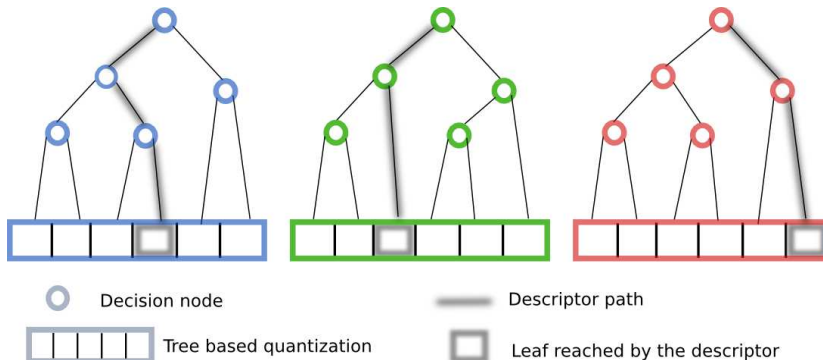 Decision node
Descriptor path
Tree based quantization
Leaf reached by the descriptor